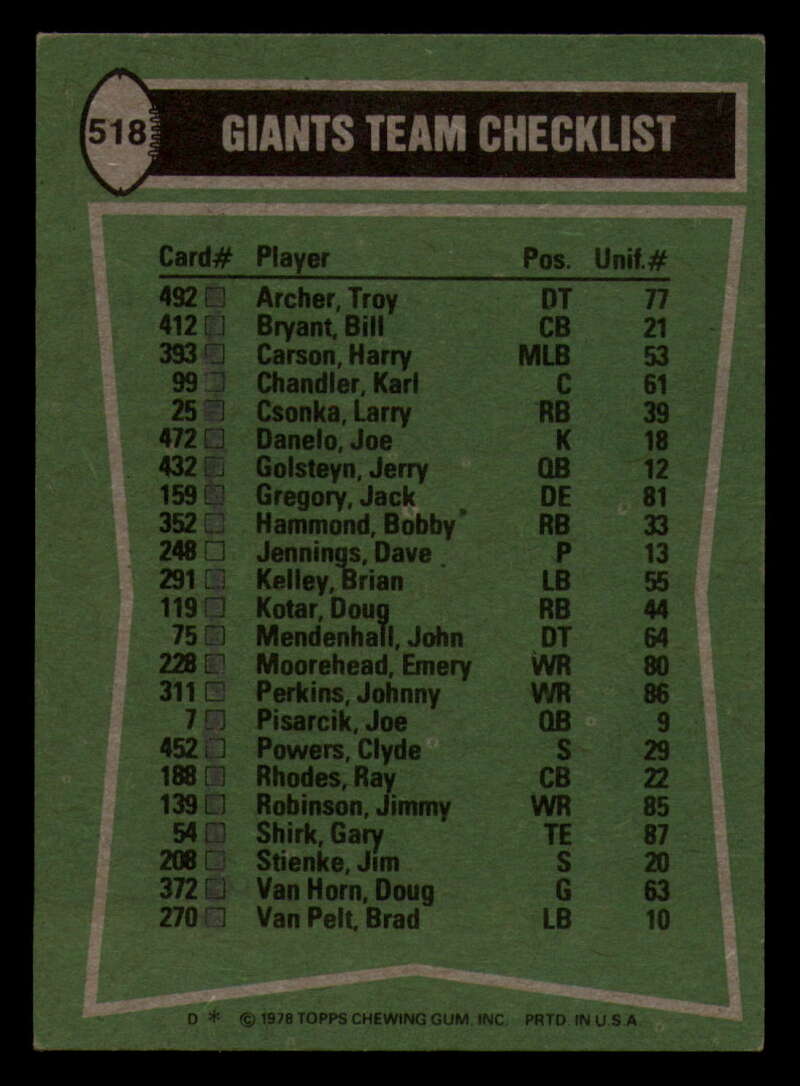 518 GIANTS TEAM CHECKLIST
Card# Player Pos. Unif.#
492 Archer, Troy DT 77
412 Bryant, Bill CB 21
393 Carson, Harry MLB 53
99 Chandler, Karl C 61
25 Csonka, Larry RB 39
472 Danelo, Joe K 18
432 Golsteyn, Jerry QB 12
159 Gregory, Jack DE 81
352 Hammond, Bobby RB 33
248 Jennings, Dave P 13
291 Kelley, Brian LB 55
119 Kotar, Doug RB 44
75 Mendenhall, John DT 64
228 Moorehead, Emery WR 80
311 Perkins, Johnny WR 86
7 Pisarcik, Joe QB 9
452 Powers, Clyde S 29
188 Rhodes, Ray CB 22
139 Robinson, Jimmy WR 85
54 Shirk, Gary TE 87
208 Stienke, Jim S 20
372 Van Horn, Doug G 63
270 Van Pelt, Brad LB 10
D * © 1978 TOPPS CHEWING GUM, INC. PRTD. IN U.S.A.